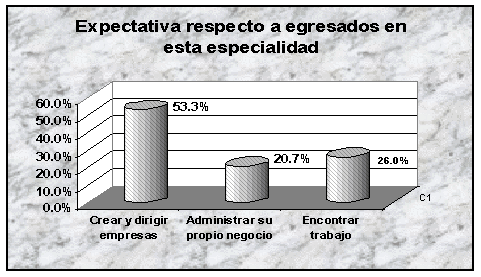 Expectativa respecto a egresados en
esta especialidad
60.0%
50.0%
40.0%
30.0%
20.0%
10.0%
0.0%
53.3%
20.7%
26.0%
C1
Crear y dirigir
empresas
Administrar su
propio negocio
Encontrar
trabajo